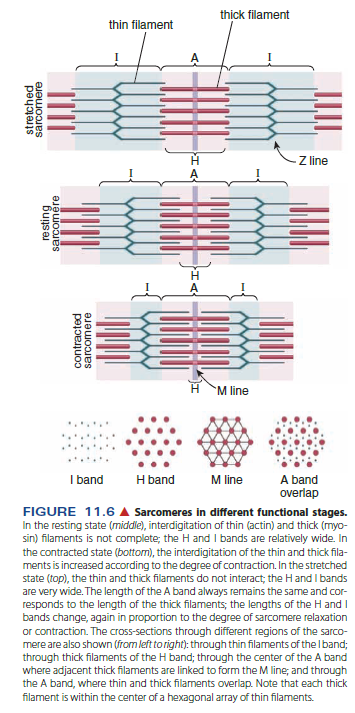 thin filament
thick filament
I
A
I
stretched
sarcomere
H
Z line
I
A
I
resting
sarcomere
H
I
A
I
contracted
sarcomere
H
M line
I band
H band
M line
A band
overlap
FIGURE 11.6 ▲ Sarcomeres in different functional stages.
In the resting state (middle), interdigitation of thin (actin) and thick (myo-
sin) filaments is not complete; the H and I bands are relatively wide. In
the contracted state (bottom), the interdigitation of the thin and thick fila-
ments is increased according to the degree of contraction. In the stretched
state (top), the thin and thick filaments do not interact; the H and I bands
are very wide. The length of the A band always remains the same and cor-
responds to the length of the thick filaments; the lengths of the H and I
bands change, again in proportion to the degree of sarcomere relaxation
or contraction. The cross-sections through different regions of the sarco-
mere are also shown (from left to right): through thin filaments of the I band;
through thick filaments of the H band; through the center of the A band
where adjacent thick filaments are linked to form the M line; and through
the A band, where thin and thick filaments overlap. Note that each thick
filament is within the center of a hexagonal array of thin filaments.